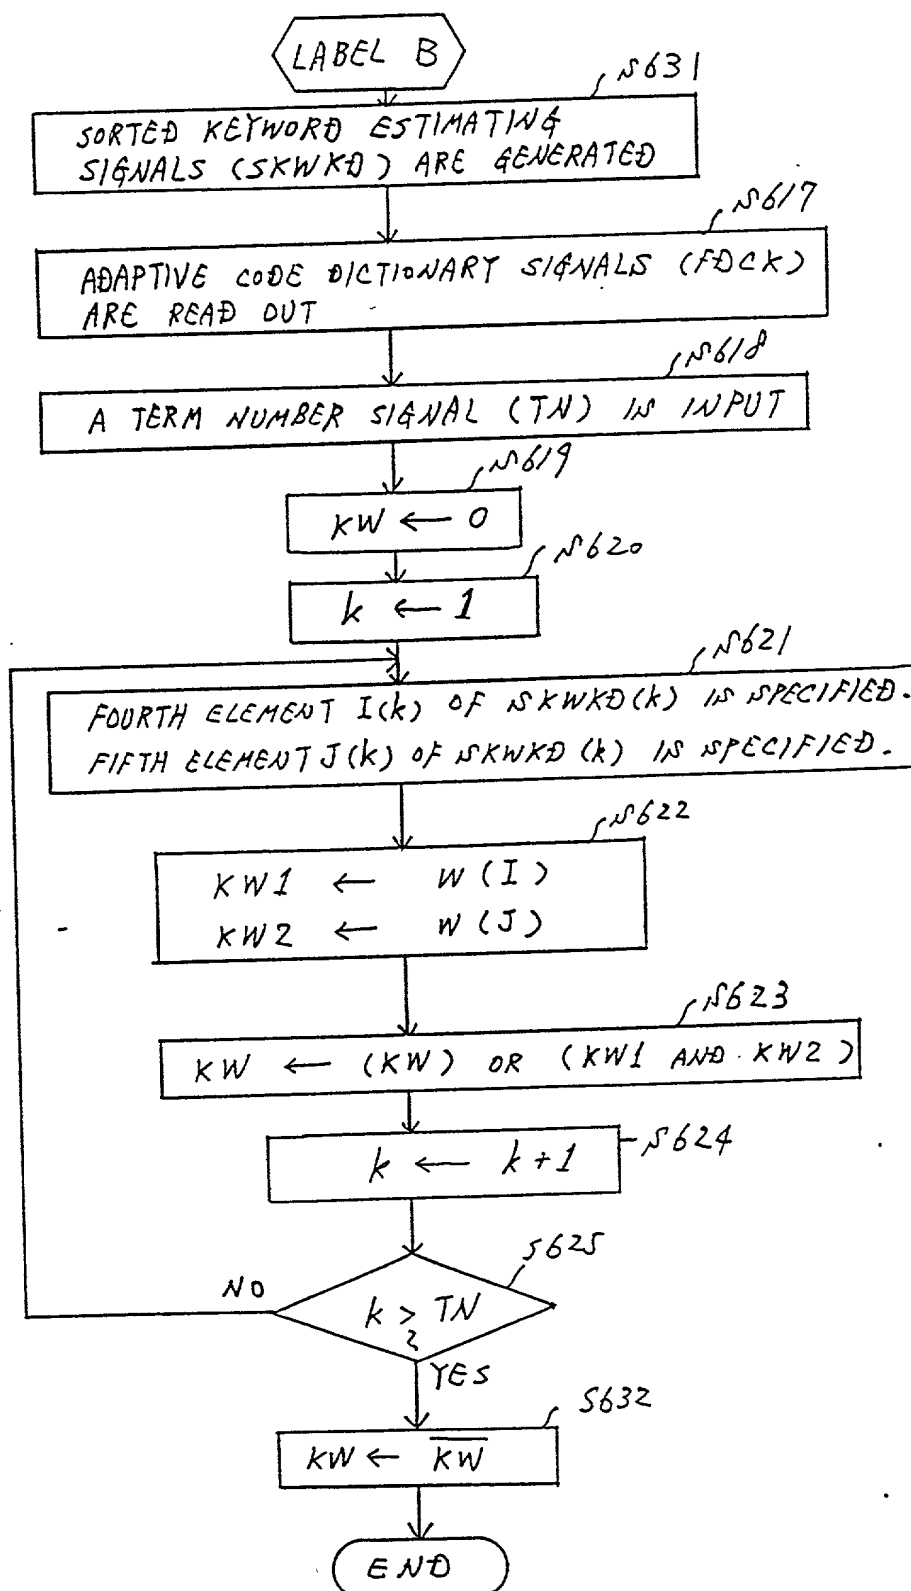 LABEL B
S631
SORTED KEYWORD ESTIMATING
SIGNALS (SKWKD) ARE GENERATED
S617
ADAPTIVE CODE DICTIONARY SIGNALS (FDCK)
ARE READ OUT
S618
A TERM NUMBER SIGNAL (TN) IS INPUT
S619
KW ← 0
S620
k ← 1
S621
FOURTH ELEMENT I(k) OF SKWKD(k) IS SPECIFIED.
FIFTH ELEMENT J(k) OF SKWKD (k) IS SPECIFIED.
S622
KW1 ← W(I)
KW2 ← W(J)
S623
KW ← (KW) OR (KW1 AND KW2)
S624
k ← k+1
S625
NO
k > TN
?
YES
S632
KW ← \overline{KW}
END